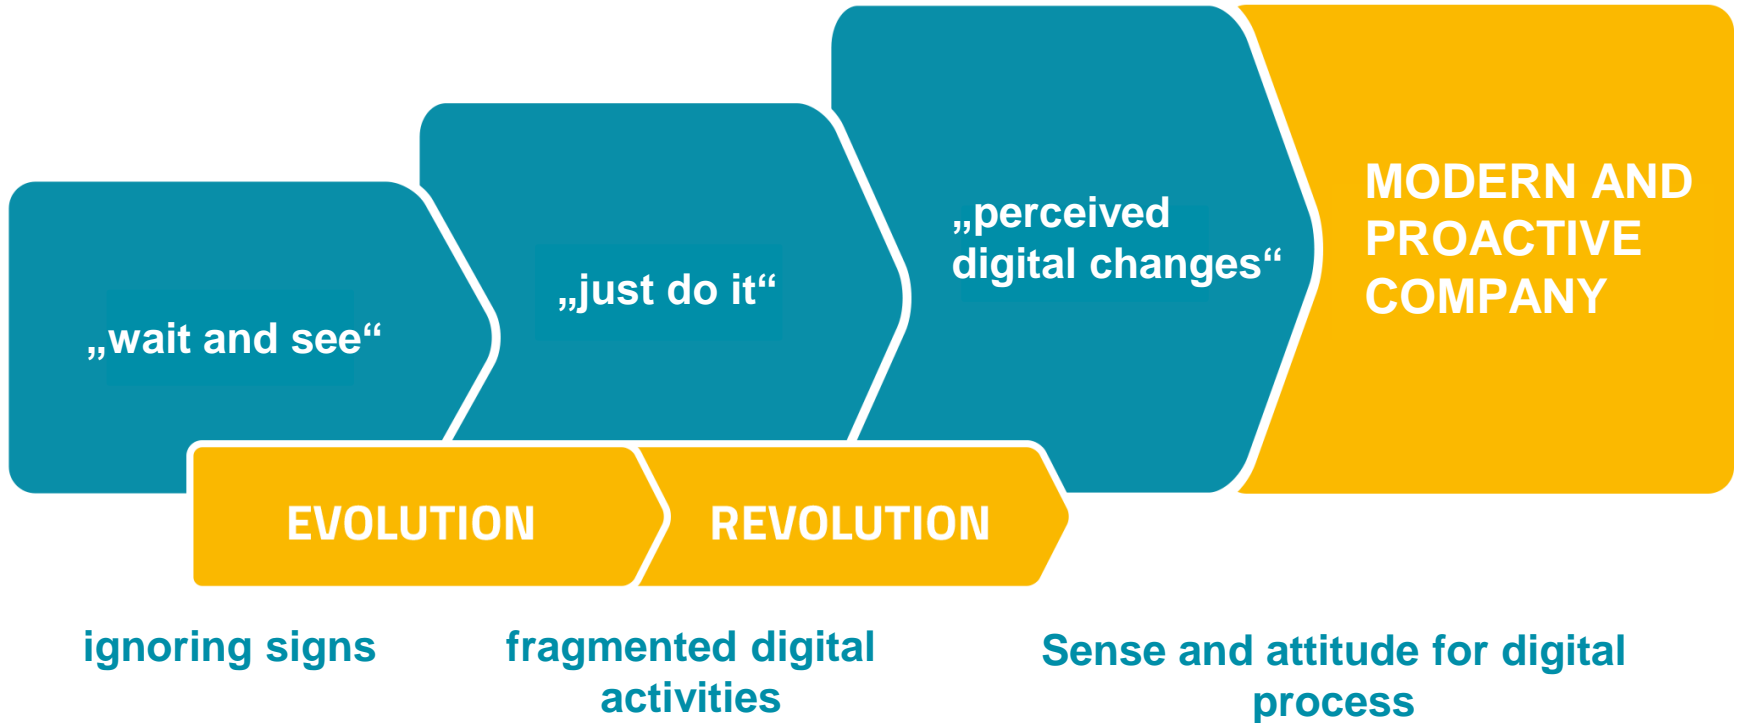 „wait and see“
„just do it“
„perceived
digital changes“
MODERN AND
PROACTIVE
COMPANY
EVOLUTION
REVOLUTION
ignoring signs
fragmented digital
activities
Sense and attitude for digital
process